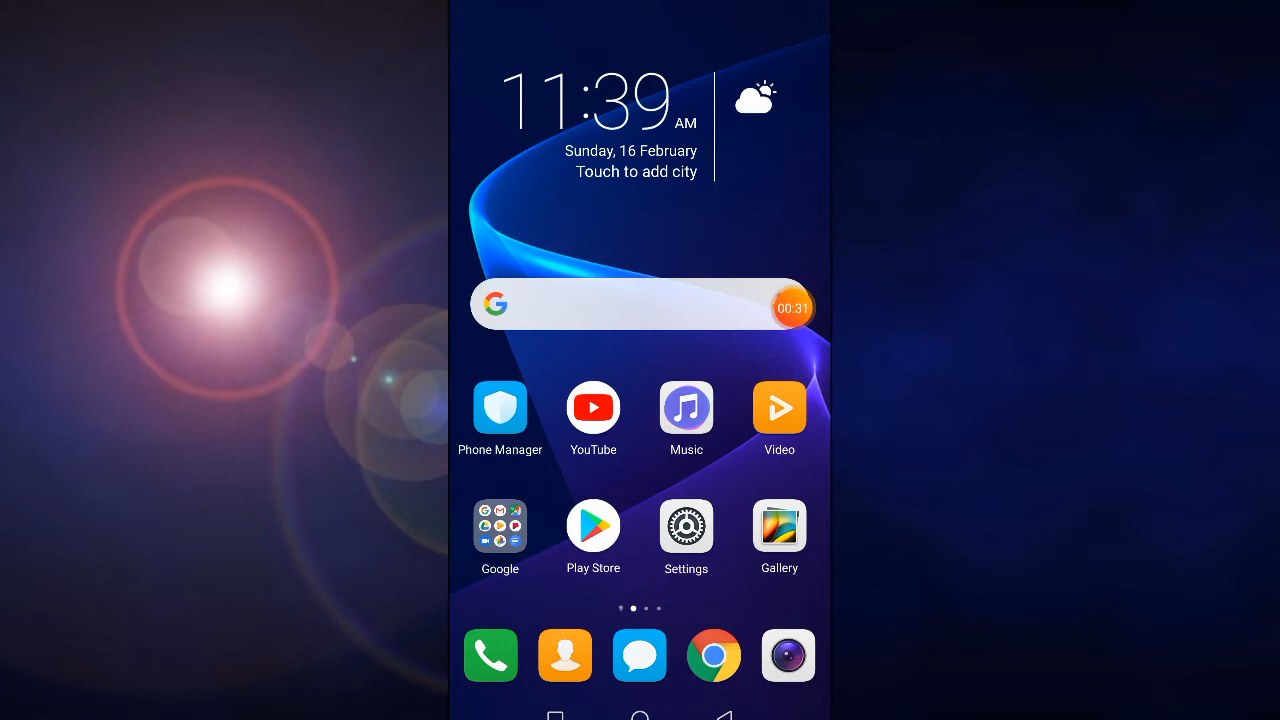 11:39 AM
Sunday, 16 February
Touch to add city
G
00:31
Phone Manager
YouTube
Music
Video
Google
Play Store
Settings
Gallery